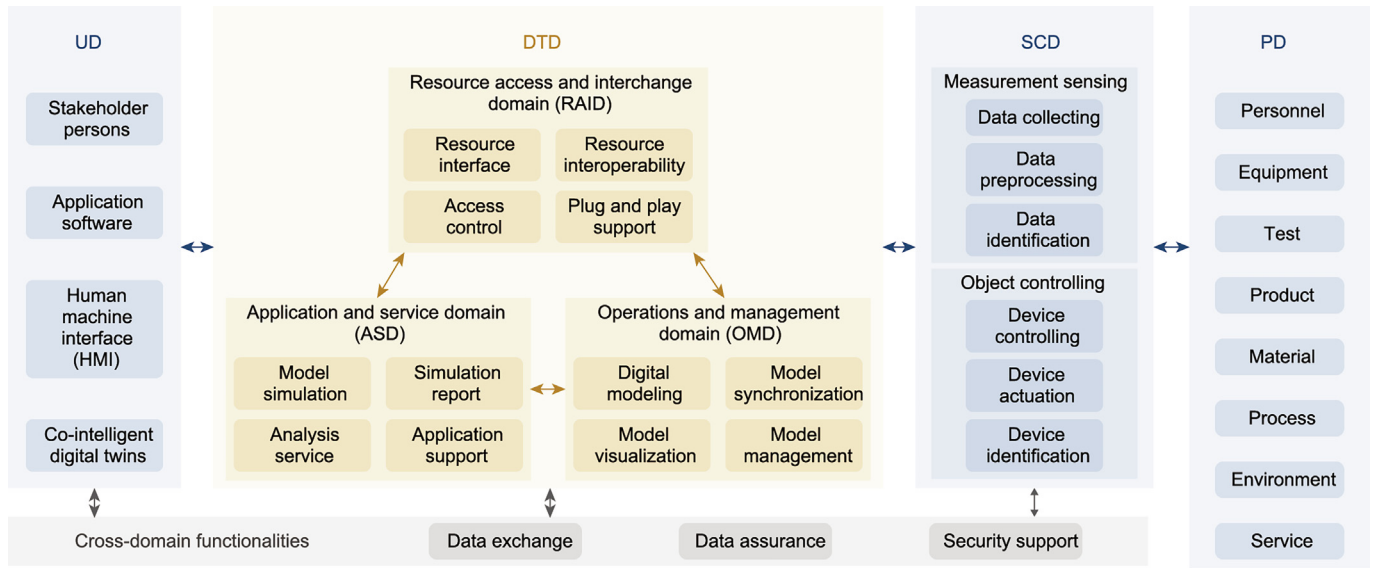 UD
Stakeholder
persons
Application
software
Human
machine
interface
(HMI)
Co-intelligent
digital twins
DTD
Resource access and interchange
domain (RAID)
Resource
interface
Resource
interoperability
Access
control
Plug and play
support
Application and service domain
(ASD)
Model
simulation
Simulation
report
Analysis
service
Application
support
Operations and management
domain (OMD)
Digital
modeling
Model
synchronization
Model
visualization
Model
management
SCD
Measurement sensing
Data collecting
Data
preprocessing
Data
identification
Object controlling
Device
controlling
Device
actuation
Device
identification
PD
Personnel
Equipment
Test
Product
Material
Process
Environment
Service
Cross-domain functionalities
Data exchange
Data assurance
Security support